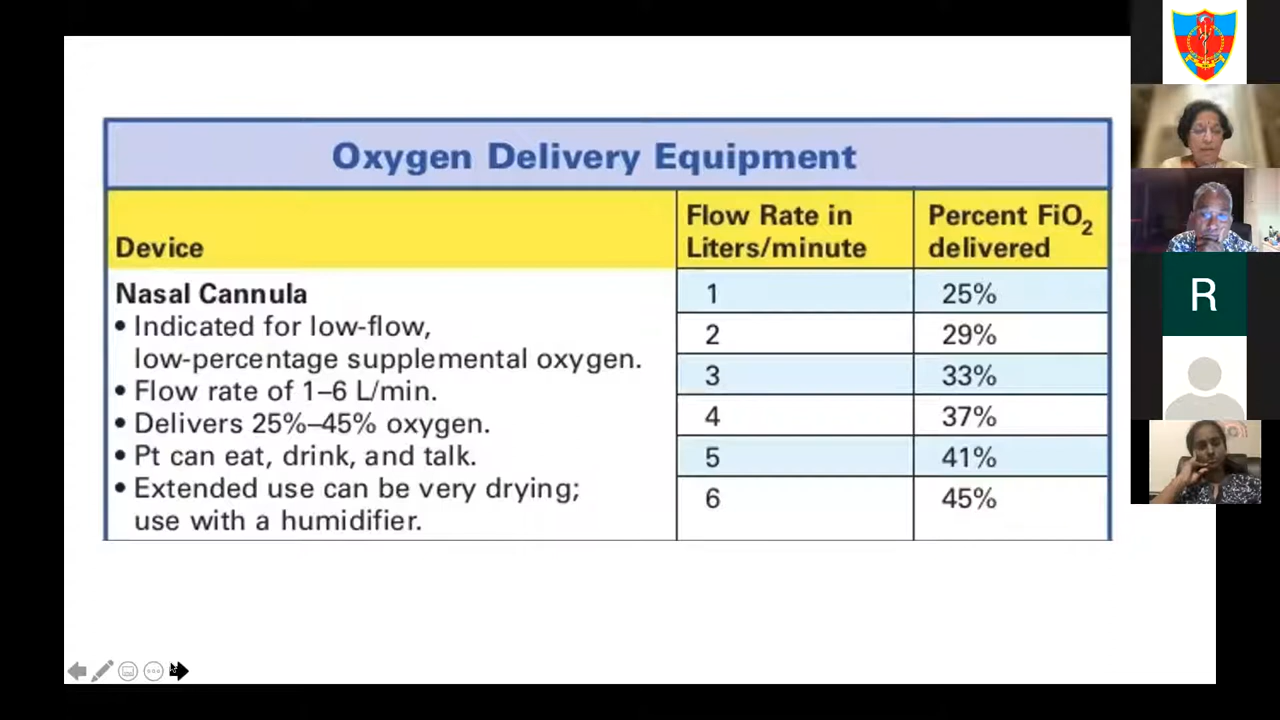 Oxygen Delivery Equipment
Device
Flow Rate in
Liters/minute
Percent FiO2
delivered
Nasal Cannula
• Indicated for low-flow,
low-percentage supplemental oxygen.
• Flow rate of 1–6 L/min.
• Delivers 25%–45% oxygen.
• Pt can eat, drink, and talk.
• Extended use can be very drying;
use with a humidifier.
1 25%
2 29%
3 33%
4 37%
5 41%
6 45%
R